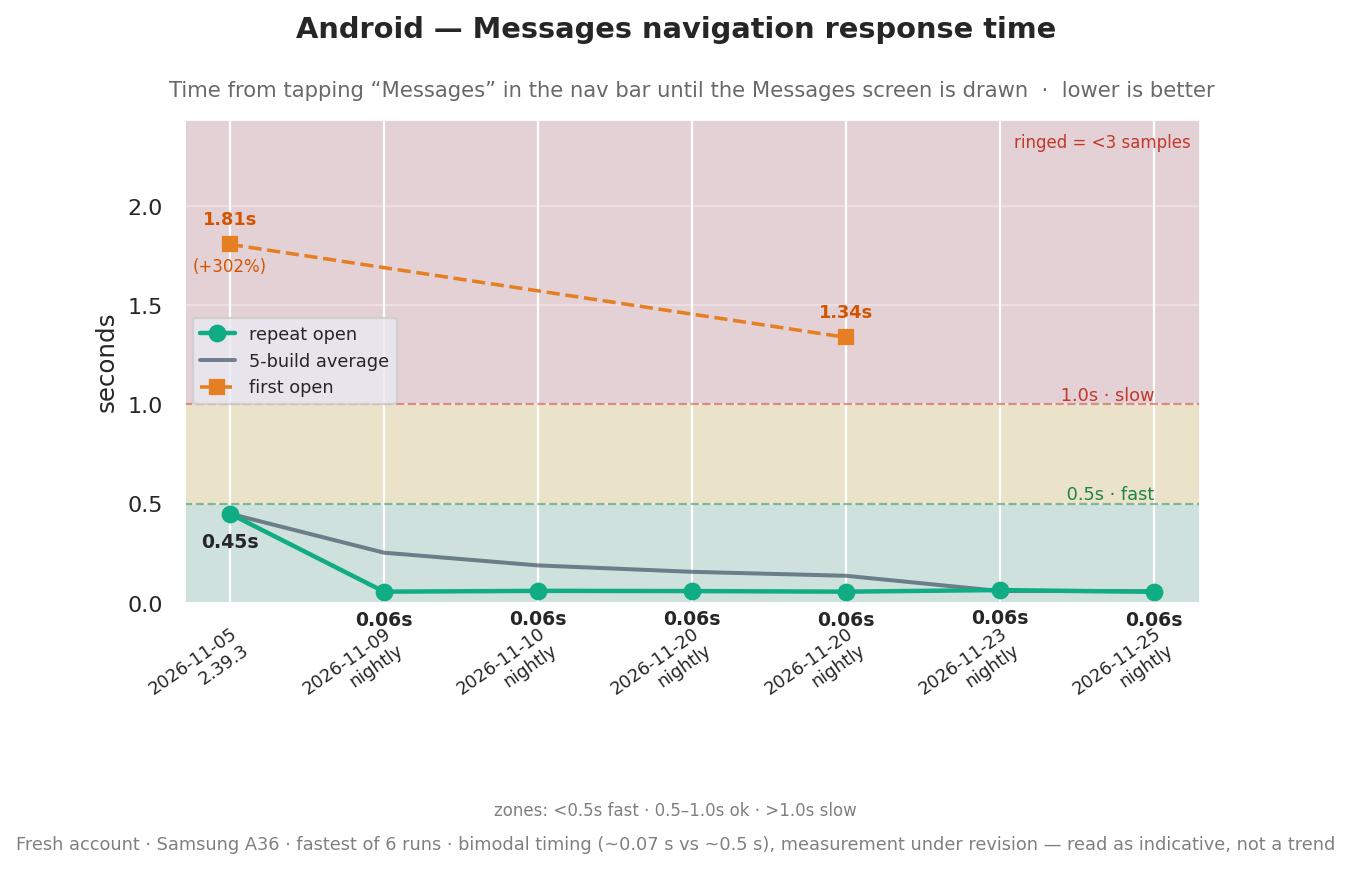 Android — Messages navigation response time
Time from tapping “Messages” in the nav bar until the Messages screen is drawn · lower is better
ringed = <3 samples
2.0
1.81s
(+302%)
1.5
1.34s
repeat open
5-build average
first open
seconds
1.0
1.0s · slow
0.5
0.5s · fast
0.45s
0.0
0.06s
0.06s
0.06s
0.06s
0.06s
0.06s
2026-11-05
2.39.3
2026-11-09
nightly
2026-11-10
nightly
2026-11-20
nightly
2026-11-20
nightly
2026-11-23
nightly
2026-11-25
nightly
zones: <0.5s fast · 0.5–1.0s ok · >1.0s slow
Fresh account · Samsung A36 · fastest of 6 runs · bimodal timing (~0.07 s vs ~0.5 s), measurement under revision — read as indicative, not a trend